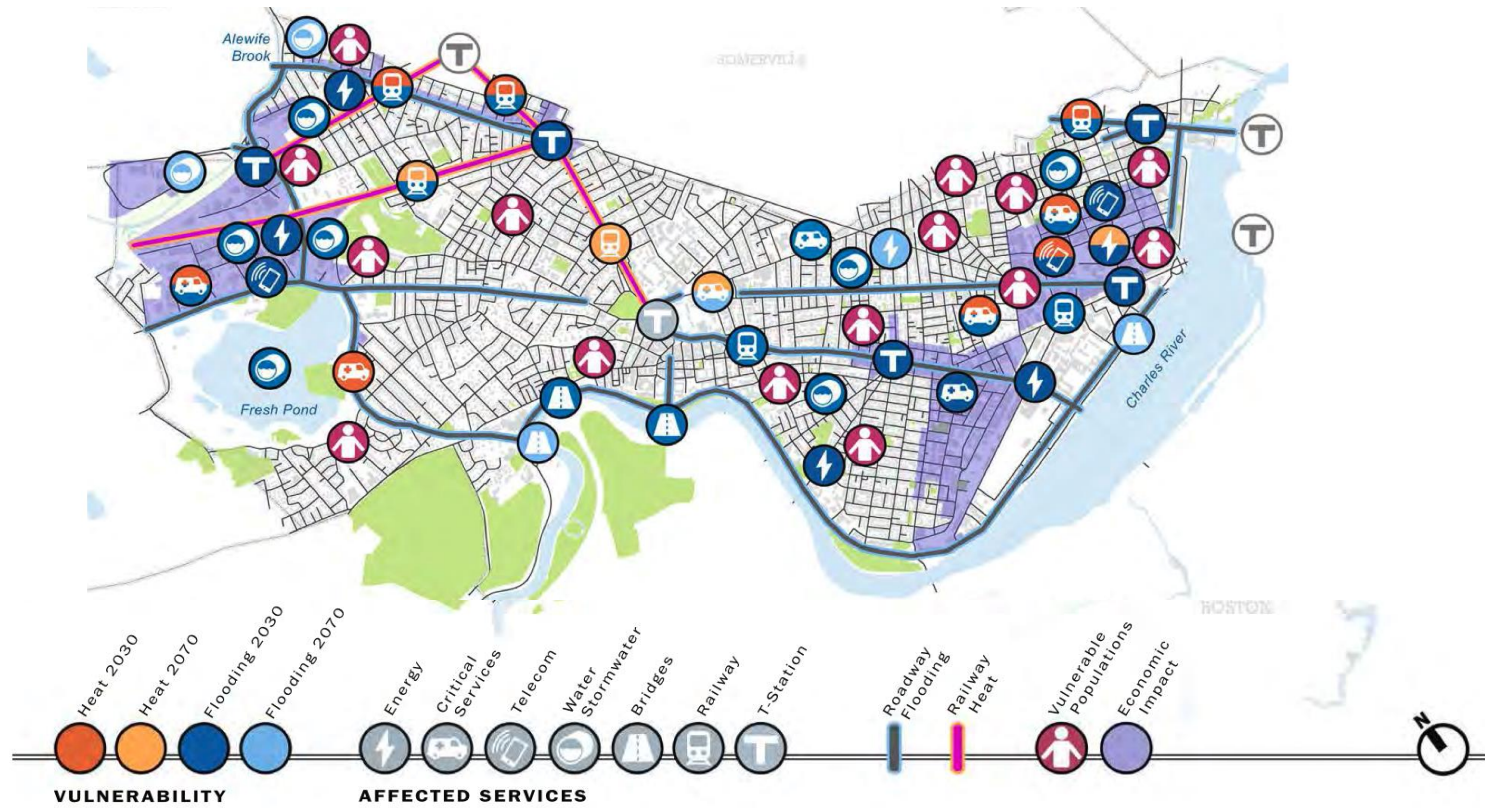 Alewife
Brook
SOMERVILLE
Fresh Pond
Charles River
BOSTON
Heat 2030
Heat 2070
Flooding 2030
Flooding 2070
Energy
Critical
Services
Telecom
Water
Stormwater
Bridges
Railway
T-Station
Roadway
Flooding
Railway
Heat
Vulnerable
Populations
Economic
Impact
N
VULNERABILITY
AFFECTED SERVICES